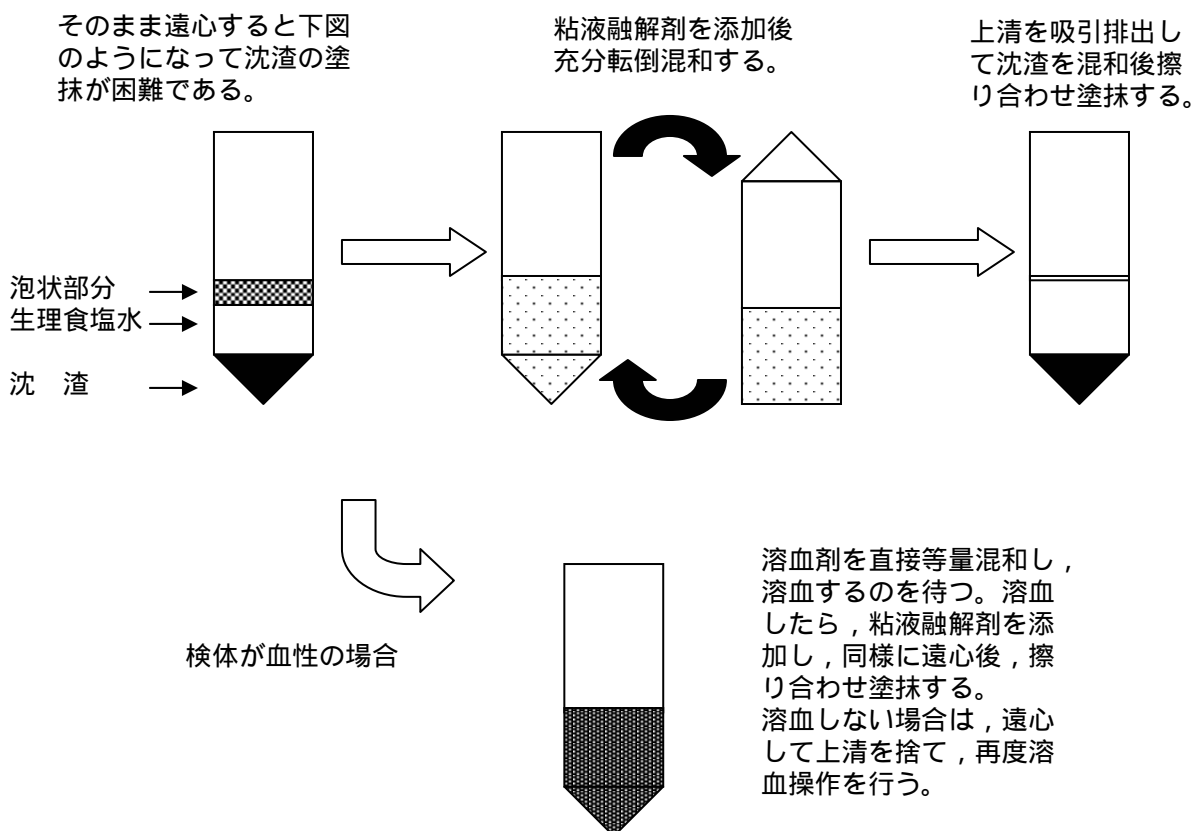 そのまま遠心すると下図
のようになって沈渣の塗
抹が困難である。
粘液融解剤を添加後
充分転倒混和する。
上清を吸引排出し
て沈渣を混和後擦
り合わせ塗抹する。
泡状部分
生理食塩水
沈　渣
検体が血性の場合
溶血剤を直接等量混和し，
溶血するのを待つ。溶血
したら，粘液融解剤を添
加し，同様に遠心後，擦
り合わせ塗抹する。
溶血しない場合は，遠心
して上清を捨て，再度溶
血操作を行う。